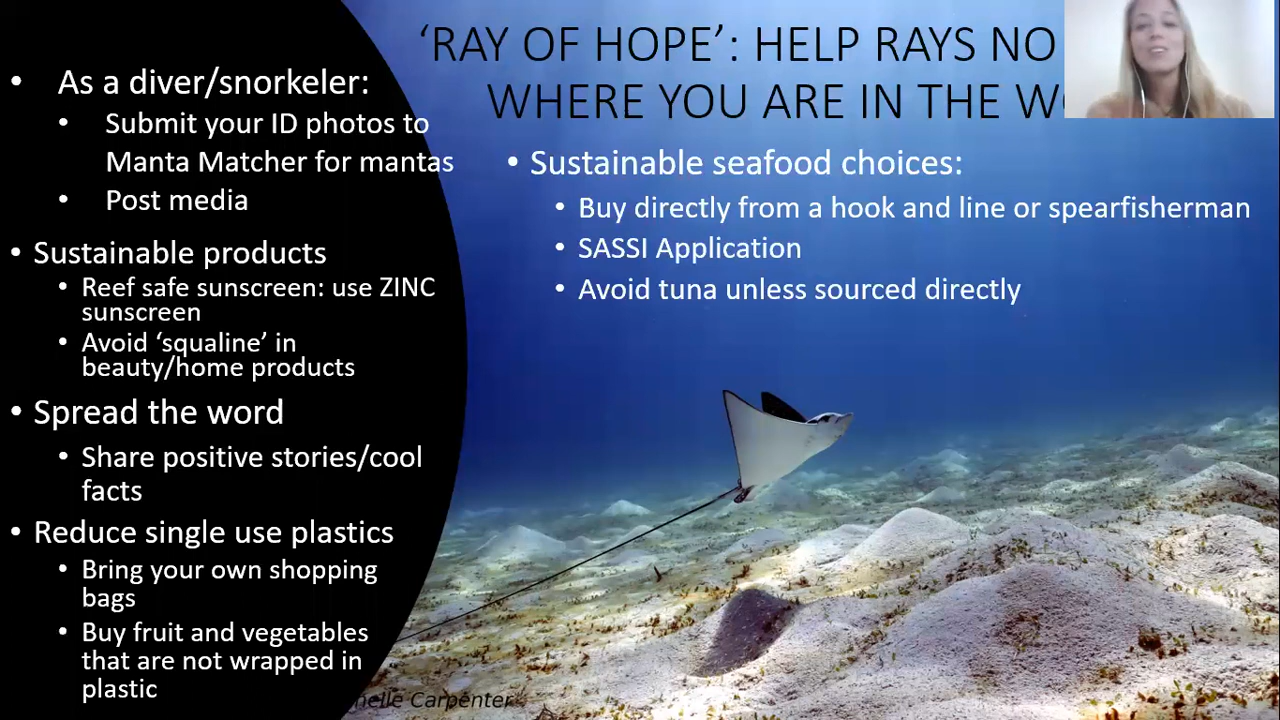 ‘RAY OF HOPE’: HELP RAYS NO
WHERE YOU ARE IN THE
• As a diver/snorkeler:
• Submit your ID photos to
Manta Matcher for mantas
• Post media
• Sustainable products
• Reef safe sunscreen: use ZINC
sunscreen
• Avoid ‘squaline’ in
beauty/home products
• Spread the word
• Share positive stories/cool
facts
• Reduce single use plastics
• Bring your own shopping
bags
• Buy fruit and vegetables
that are not wrapped in
plastic
• Sustainable seafood choices:
• Buy directly from a hook and line or spearfisherman
• SASSI Application
• Avoid tuna unless sourced directly
Carpenter